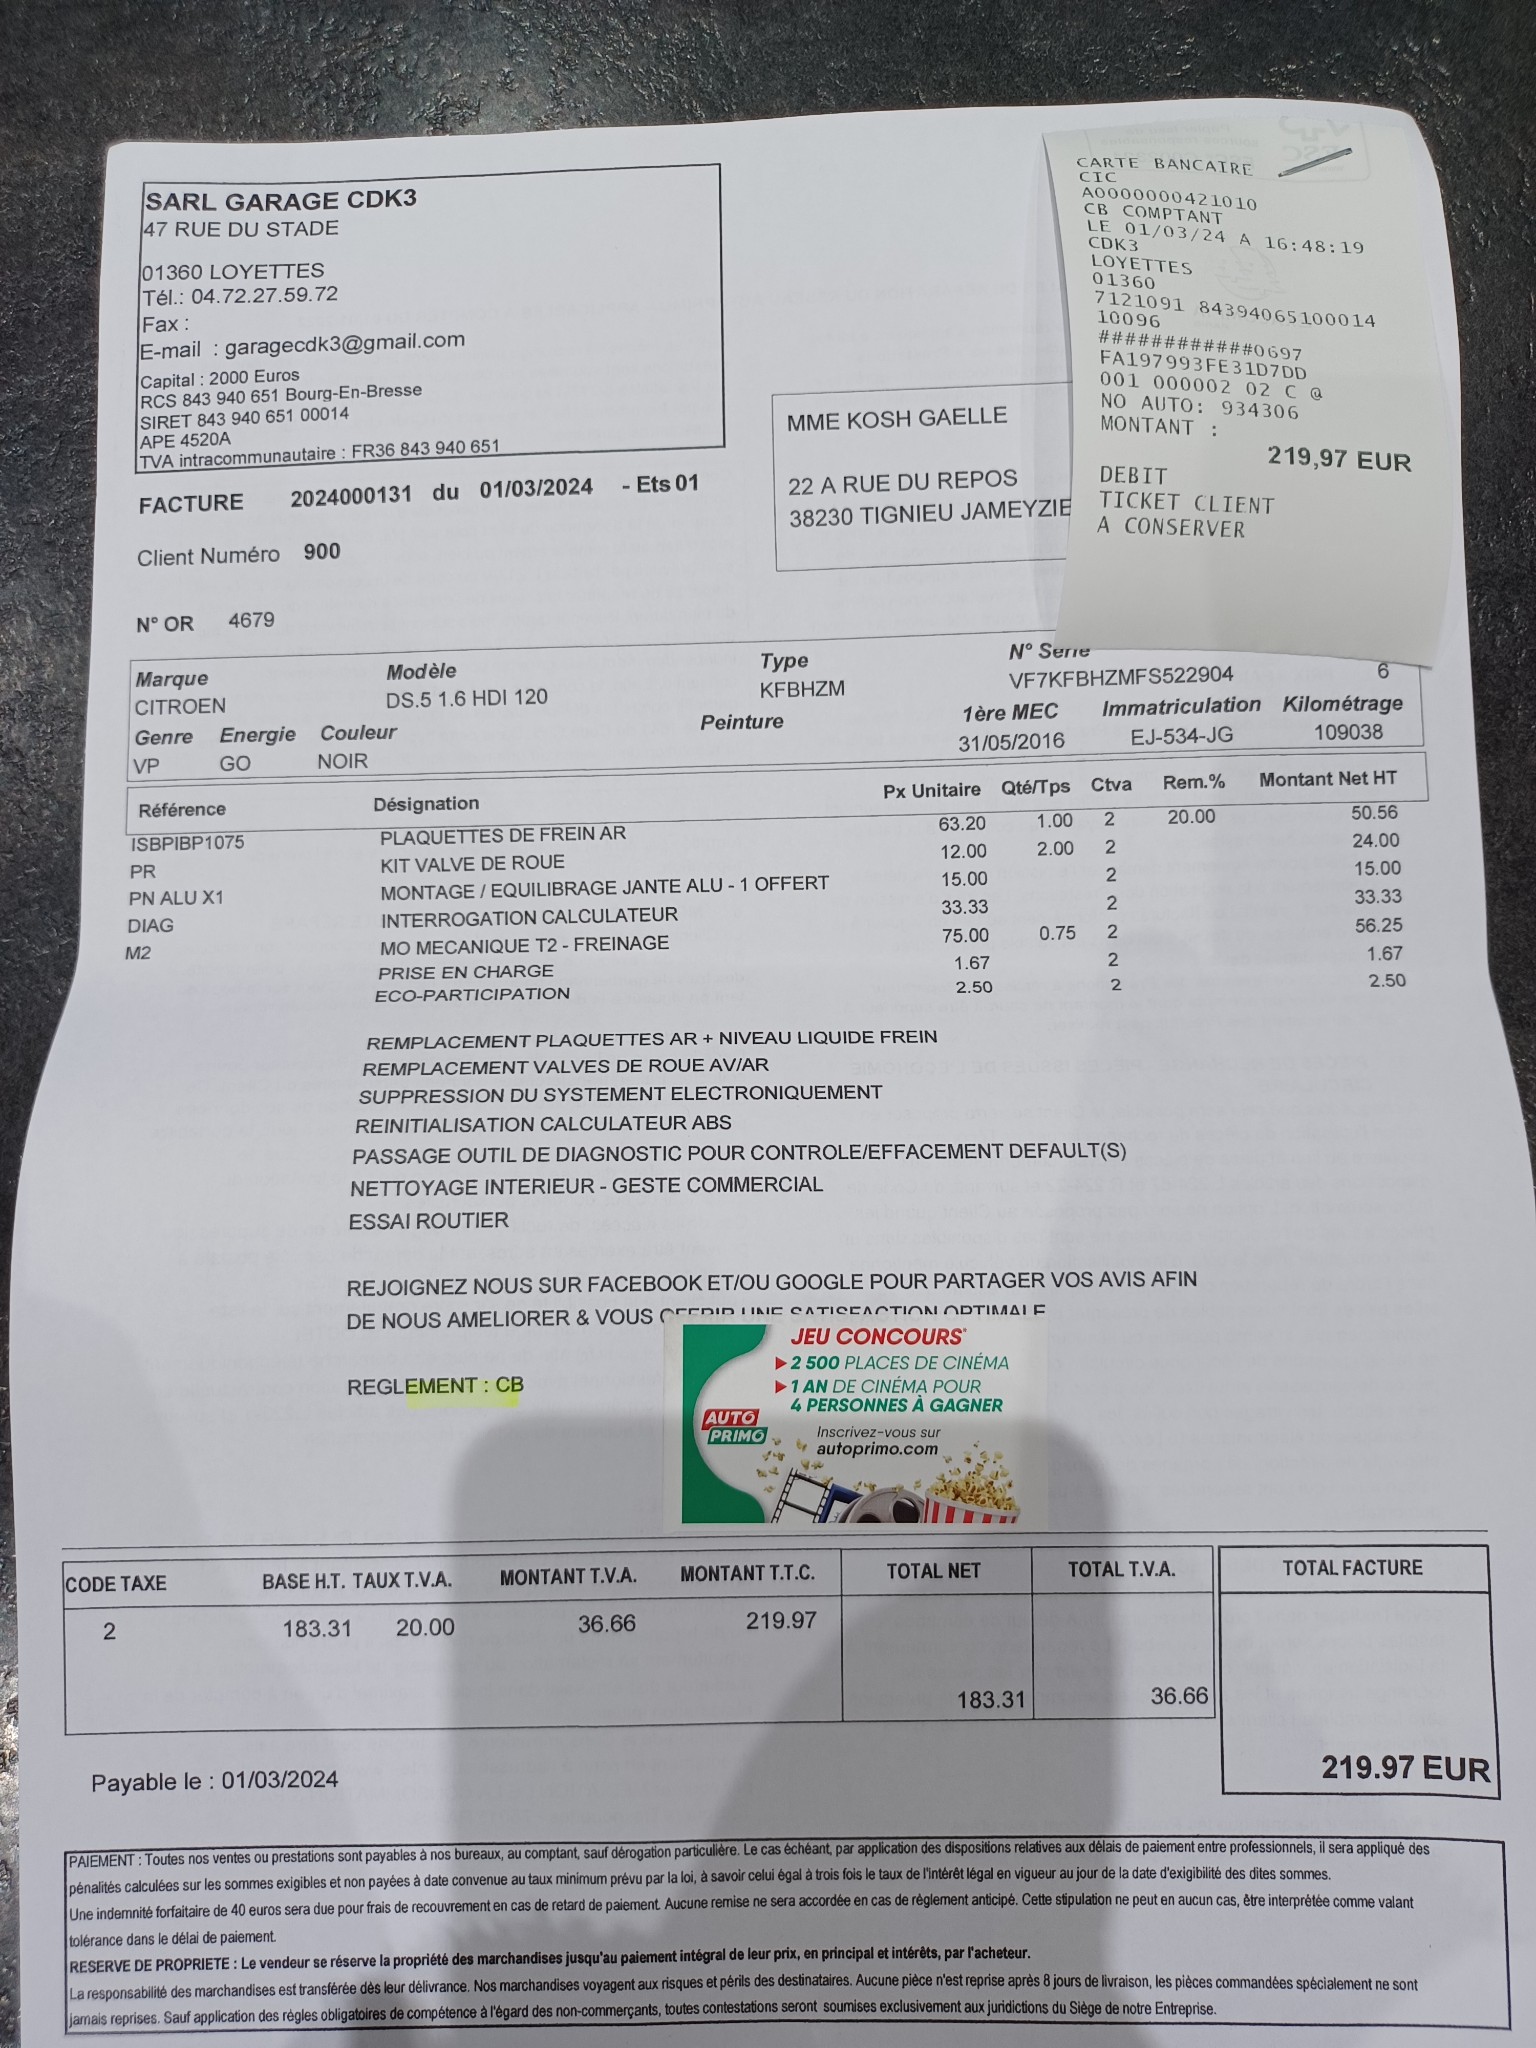 SARL GARAGE CDK3
47 RUE DU STADE
01360 LOYETTES
Tél.: 04.72.27.59.72
Fax :
E-mail : garagecdk3@gmail.com
Capital : 2000 Euros
RCS 843 940 651 Bourg-En-Bresse
SIRET 843 940 651 00014
APE 4520A
TVA intracommunautaire : FR36 843 940 651
CARTE BANCAIRE
CIC
A0000000421010
CB COMPTANT
LE 01/03/24 A 16:48:19
CDK3
LOYETTES
01360
7121091 84394065100014
10096
############0697
FA197993FE31D7DD
001 000002 02 C @
NO AUTO: 934306
MONTANT :
219,97 EUR
DEBIT
TICKET CLIENT
A CONSERVER
MME KOSH GAELLE
22 A RUE DU REPOS
38230 TIGNIEU JAMEYZIE
FACTURE 2024000131 du 01/03/2024 - Ets 01
Client Numéro 900
N° OR 4679
Marque Modèle Type N° Serie
CITROEN DS.5 1.6 HDI 120 KFBHZM VF7KFBHZMFS522904 6
Genre Energie Couleur Peinture 1ère MEC Immatriculation Kilométrage
VP GO NOIR 31/05/2016 EJ-534-JG 109038
Référence Désignation Px Unitaire Qté/Tps Ctva Rem.% Montant Net HT
ISBPIBP1075 PLAQUETTES DE FREIN AR 63.20 1.00 2 20.00 50.56
PR KIT VALVE DE ROUE 12.00 2.00 2 24.00
PN ALU X1 MONTAGE / EQUILIBRAGE JANTE ALU - 1 OFFERT 15.00 2 15.00
DIAG INTERROGATION CALCULATEUR 33.33 2 33.33
M2 MO MECANIQUE T2 - FREINAGE 75.00 0.75 2 56.25
PRISE EN CHARGE 1.67 2 1.67
ECO-PARTICIPATION 2.50 2 2.50
REMPLACEMENT PLAQUETTES AR + NIVEAU LIQUIDE FREIN
REMPLACEMENT VALVES DE ROUE AV/AR
SUPPRESSION DU SYSTEMENT ELECTRONIQUEMENT
REINITIALISATION CALCULATEUR ABS
PASSAGE OUTIL DE DIAGNOSTIC POUR CONTROLE/EFFACEMENT DEFAULT(S)
NETTOYAGE INTERIEUR - GESTE COMMERCIAL
ESSAI ROUTIER
REJOIGNEZ NOUS SUR FACEBOOK ET/OU GOOGLE POUR PARTAGER VOS AVIS AFIN
DE NOUS AMELIORER & VOUS OFFRIR UNE SATISFACTION OPTIMALE
REGLEMENT : CB
JEU CONCOURS*
2 500 PLACES DE CINÉMA
1 AN DE CINÉMA POUR
4 PERSONNES À GAGNER
Inscrivez-vous sur
autoprimo.com
AUTO
PRIMO
CODE TAXE BASE H.T. TAUX T.V.A. MONTANT T.V.A. MONTANT T.T.C. TOTAL NET TOTAL T.V.A. TOTAL FACTURE
2 183.31 20.00 36.66 219.97
183.31 36.66
219.97 EUR
Payable le : 01/03/2024
PAIEMENT : Toutes nos ventes ou prestations sont payables à nos bureaux, au comptant, sauf dérogation particulière. Le cas échéant, par application des dispositions relatives aux délais de paiement entre professionnels, il sera appliqué des
pénalités calculées sur les sommes exigibles et non payées à date convenue au taux minimum prévu par la loi, à savoir celui égal à trois fois le taux de l'intérêt légal en vigueur au jour de la date d'exigibilité des dites sommes.
Une indemnité forfaitaire de 40 euros sera due pour frais de recouvrement en cas de retard de paiement. Aucune remise ne sera accordée en cas de règlement anticipé. Cette stipulation ne peut en aucun cas, être interprétée comme valant
tolérance dans le délai de paiement.
RESERVE DE PROPRIETE : Le vendeur se réserve la propriété des marchandises jusqu'au paiement intégral de leur prix, en principal et intérêts, par l'acheteur.
La responsabilité des marchandises est transférée dès leur délivrance. Nos marchandises voyagent aux risques et périls des destinataires. Aucune pièce n'est reprise après 8 jours de livraison, les pièces commandées spécialement ne sont
jamais reprises. Sauf application des règles obligatoires de compétence à l'égard des non-commerçants, toutes contestations seront soumises exclusivement aux juridictions du Siège de notre Entreprise.